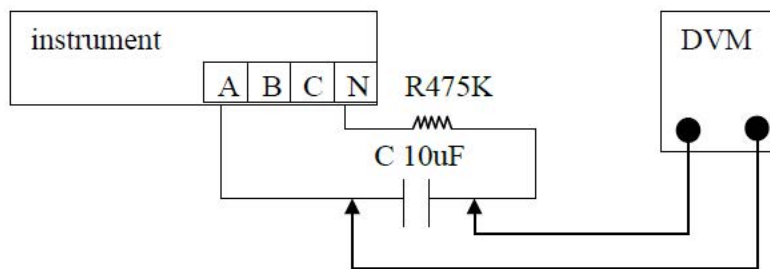 instrument
DVM
A B C N
R475K
C 10uF